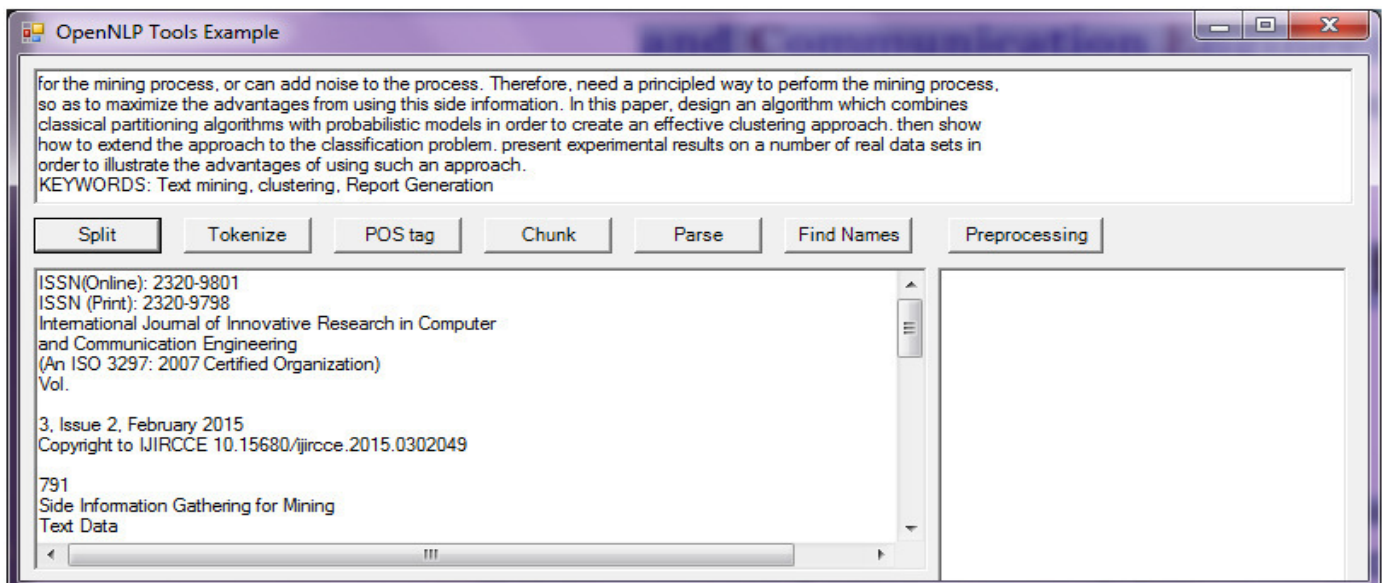 OpenNLP Tools Example
and Communication
for the mining process, or can add noise to the process. Therefore, need a principled way to perform the mining process,
so as to maximize the advantages from using this side information. In this paper, design an algorithm which combines
classical partitioning algorithms with probabilistic models in order to create an effective clustering approach. then show
how to extend the approach to the classification problem. present experimental results on a number of real data sets in
order to illustrate the advantages of using such an approach.
KEYWORDS: Text mining, clustering, Report Generation
Split Tokenize POS tag Chunk Parse Find Names Preprocessing
ISSN(Online): 2320-9801
ISSN (Print): 2320-9798
International Journal of Innovative Research in Computer
and Communication Engineering
(An ISO 3297: 2007 Certified Organization)
Vol.
3, Issue 2, February 2015
Copyright to IJIRCCE 10.15680/ijircce.2015.0302049
791
Side Information Gathering for Mining
Text Data